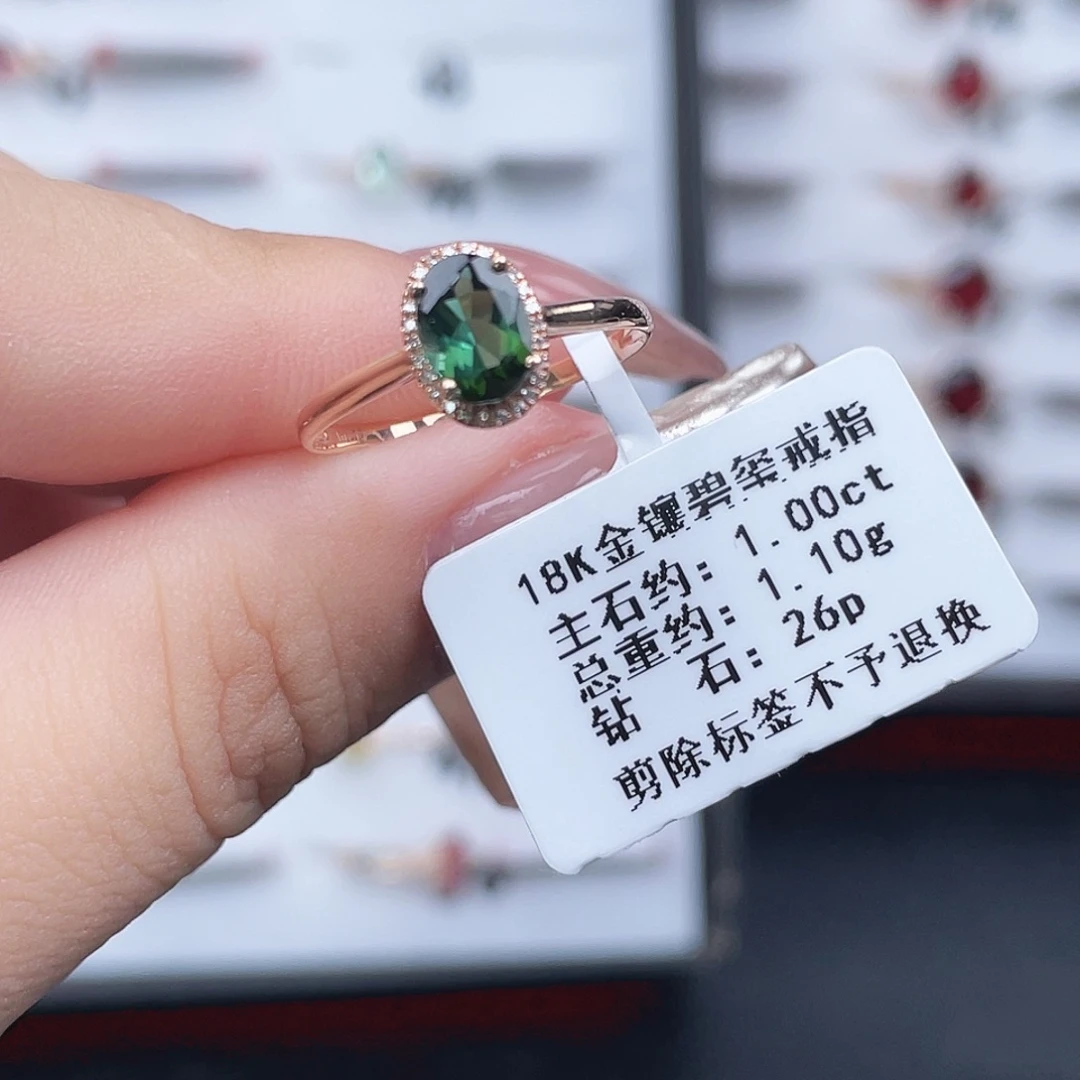 18K金镶碧玺戒指
主石约: 1.00ct
总重约: 1.10g
钻 石: 26p
剪除标签不予退换